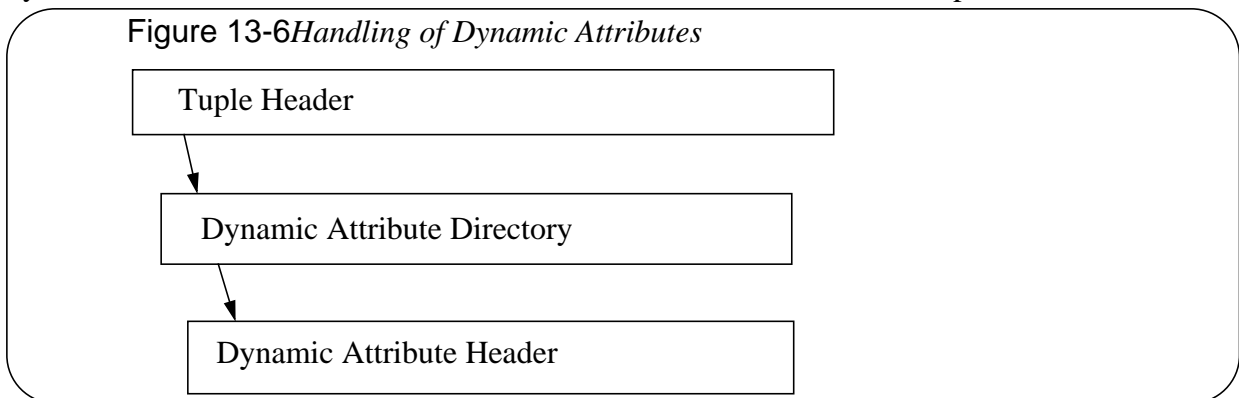 Figure 13-6Handling of Dynamic Attributes
Tuple Header
Dynamic Attribute Directory
Dynamic Attribute Header